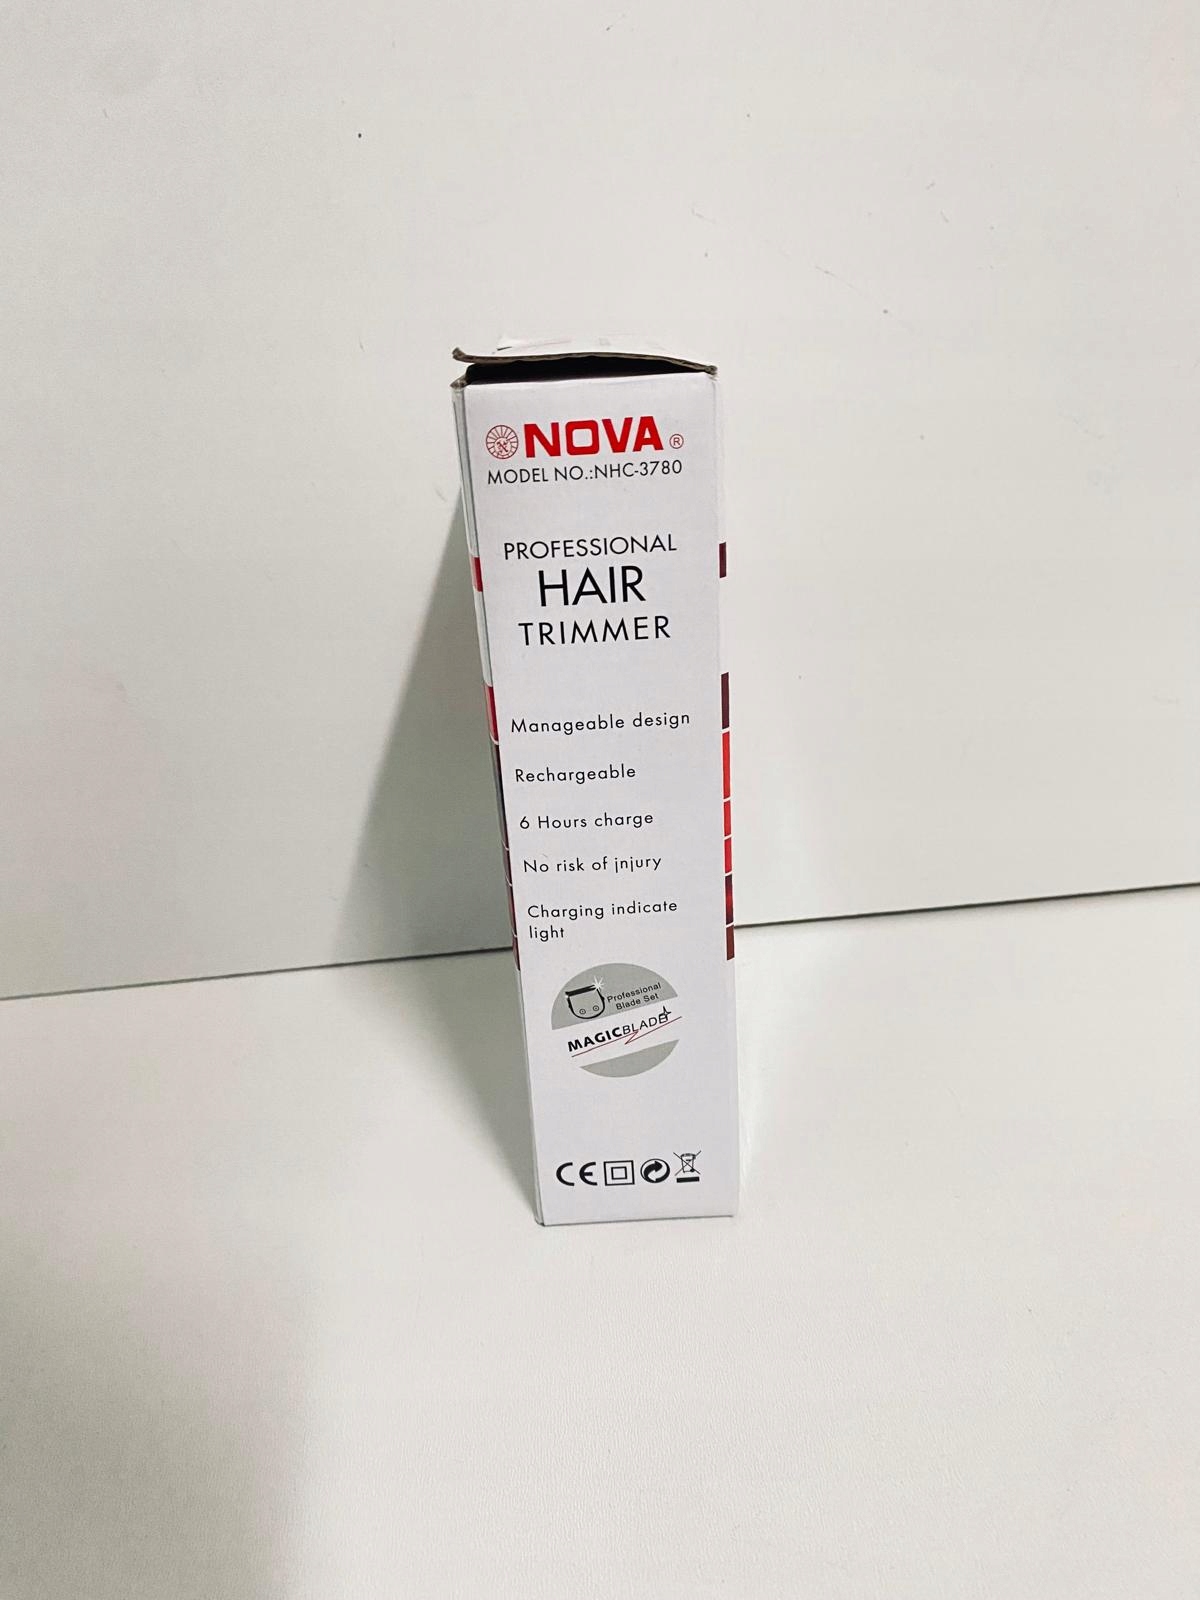 NOVA®
MODEL NO.:NHC-3780
PROFESSIONAL
HAIR
TRIMMER
Manageable design
Rechargeable
6 Hours charge
No risk of jnjury
Charging indicate
light
Professional
Blade Set
MAGICBLADE
CE